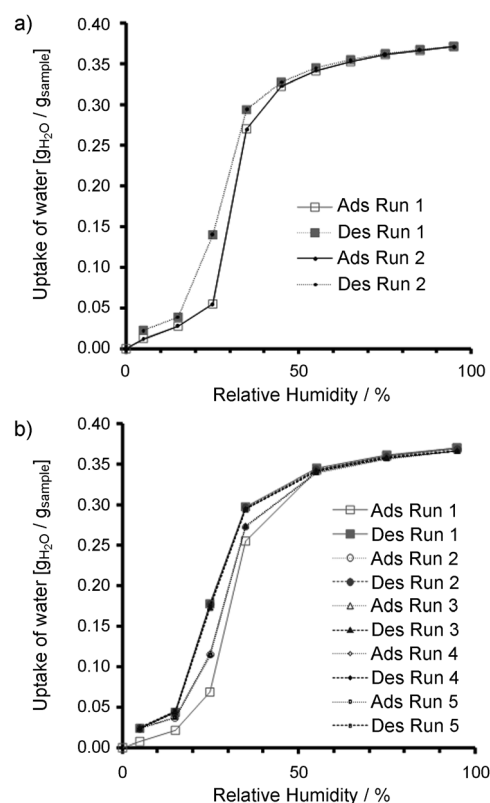 a)
Uptake of water [gH₂O / gsample]
0.40
0.35
0.30
0.25
0.20
0.15
0.10
0.05
0.00
Ads Run 1
Des Run 1
Ads Run 2
Des Run 2
0
50
100
Relative Humidity / %
b)
Uptake of water [gH₂O / gsample]
0.40
0.35
0.30
0.25
0.20
0.15
0.10
0.05
0.00
Ads Run 1
Des Run 1
Ads Run 2
Des Run 2
Ads Run 3
Des Run 3
Ads Run 4
Des Run 4
Ads Run 5
Des Run 5
0
50
100
Relative Humidity / %